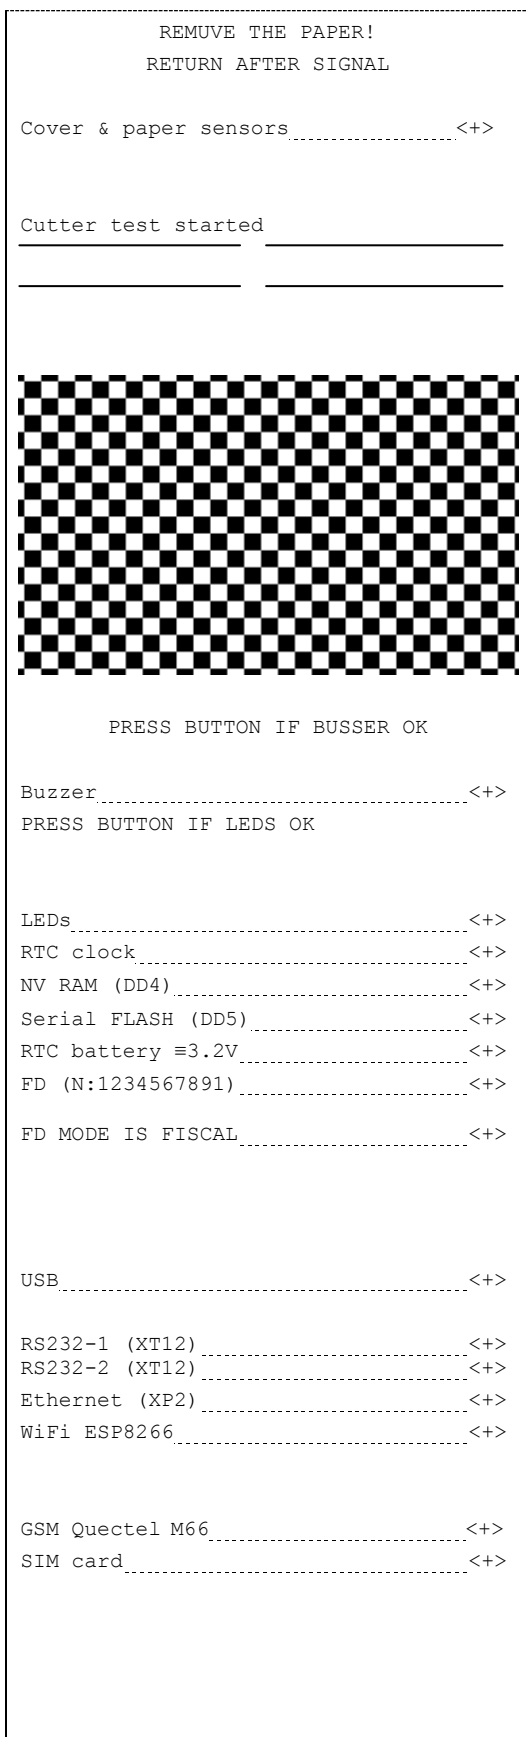 REMUVE THE PAPER!
RETURN AFTER SIGNAL
Cover & paper sensors <+>
Cutter test started
PRESS BUTTON IF BUSSER OK
Buzzer <+>
PRESS BUTTON IF LEDS OK
LEDs <+>
RTC clock <+>
NV RAM (DD4) <+>
Serial FLASH (DD5) <+>
RTC battery ≡3.2V <+>
FD (N:1234567891) <+>
FD MODE IS FISCAL <+>
USB <+>
RS232-1 (XT12) <+>
RS232-2 (XT12) <+>
Ethernet (XP2) <+>
WiFi ESP8266 <+>
GSM Quectel M66 <+>
SIM card <+>